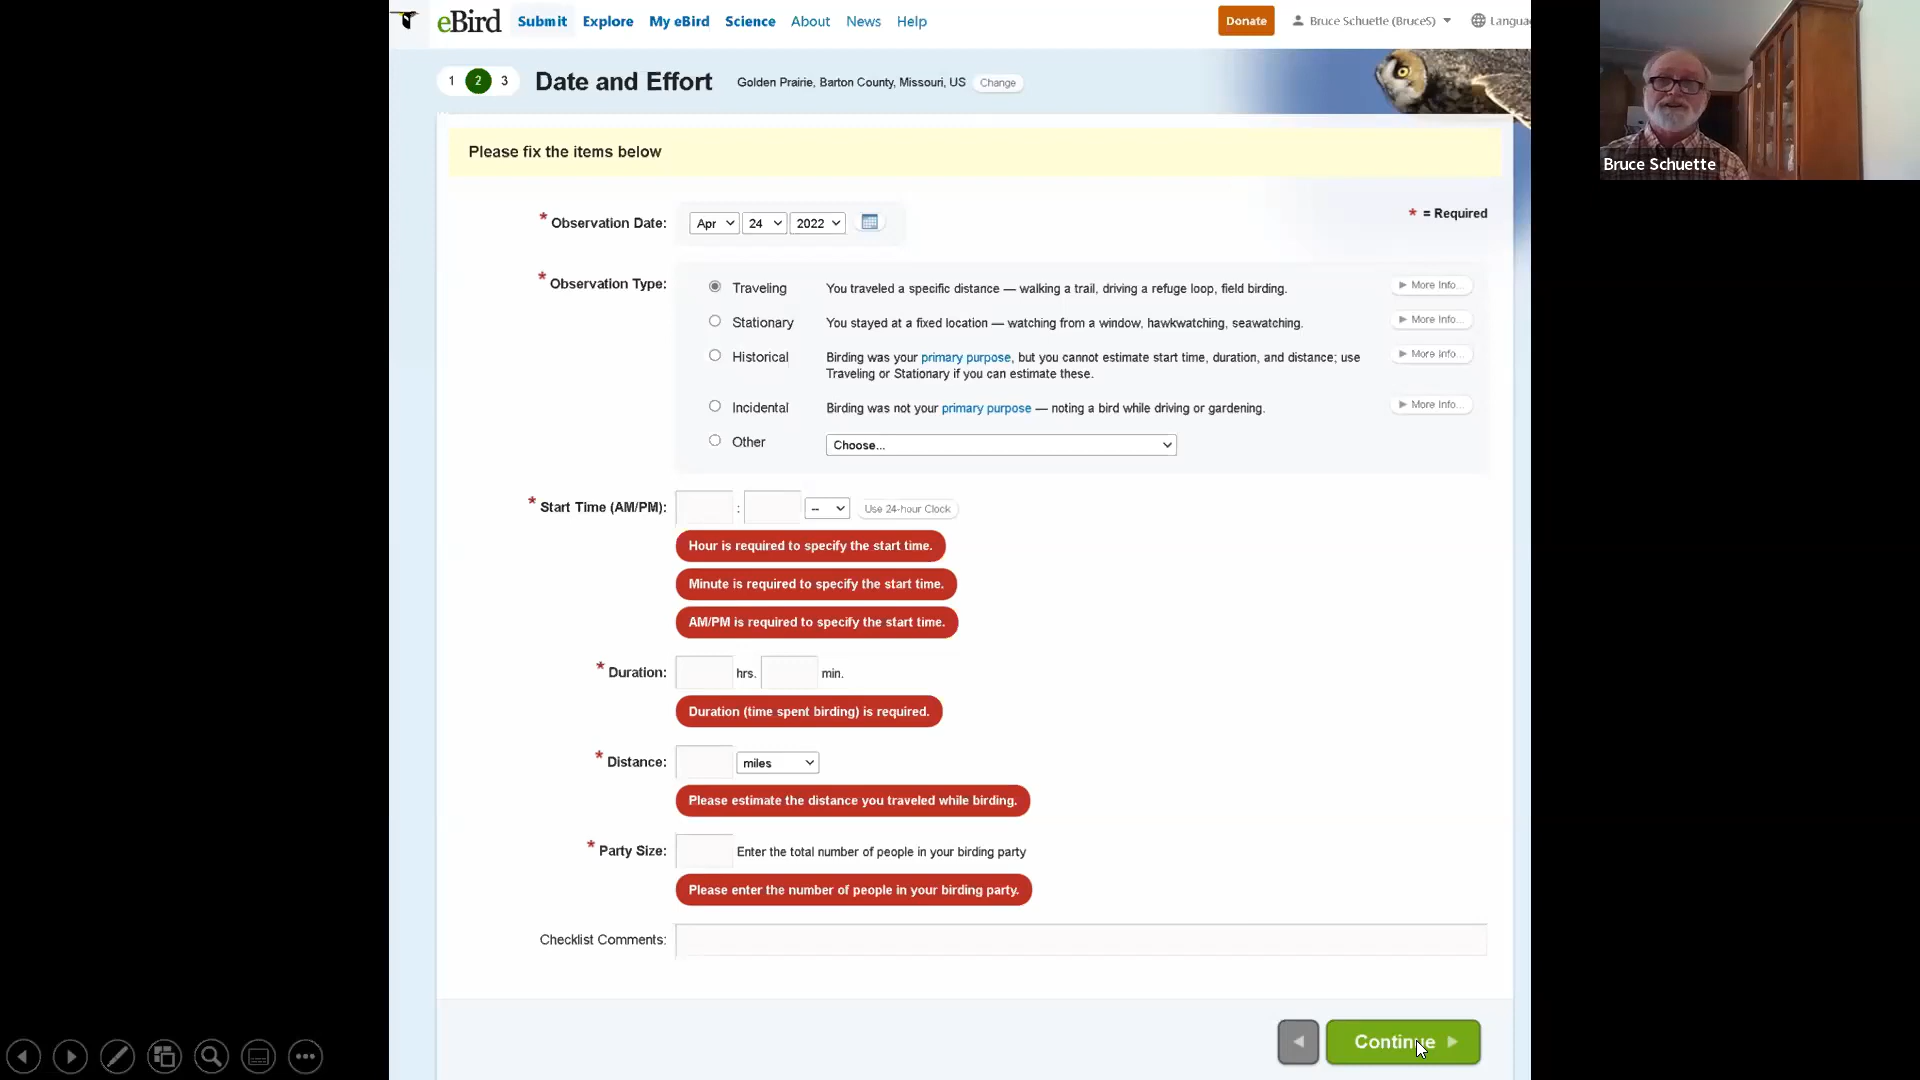 eBird Submit Explore My eBird Science About News Help Donate Bruce Schuette (BruceS)
1 2 3 Date and Effort Golden Prairie, Barton County, Missouri, US Change
Please fix the items below
* Observation Date: Apr 24 2022
* = Required
* Observation Type:
Traveling You traveled a specific distance — walking a trail, driving a refuge loop, field birding. More Info...
Stationary You stayed at a fixed location — watching from a window, hawkwatching, seawatching. More Info...
Historical Birding was your primary purpose, but you cannot estimate start time, duration, and distance; use More Info...
Traveling or Stationary if you can estimate these.
Incidental Birding was not your primary purpose — noting a bird while driving or gardening. More Info...
Other Choose...
* Start Time (AM/PM): : -- Use 24-hour Clock
Hour is required to specify the start time.
Minute is required to specify the start time.
AM/PM is required to specify the start time.
* Duration: hrs. min.
Duration (time spent birding) is required.
* Distance: miles
Please estimate the distance you traveled while birding.
* Party Size: Enter the total number of people in your birding party
Please enter the number of people in your birding party.
Checklist Comments:
Continue
Bruce Schuette